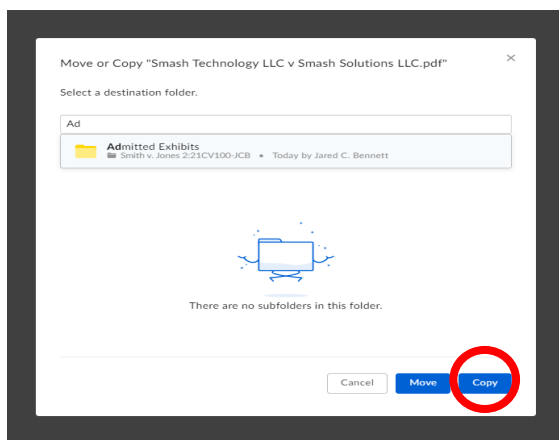 Move or Copy "Smash Technology LLC v Smash Solutions LLC.pdf"
Select a destination folder.
Ad
Admitted Exhibits
Smith v. Jones 2:21CV100-JCB • Today by Jared C. Bennett
There are no subfolders in this folder.
Cancel Move Copy